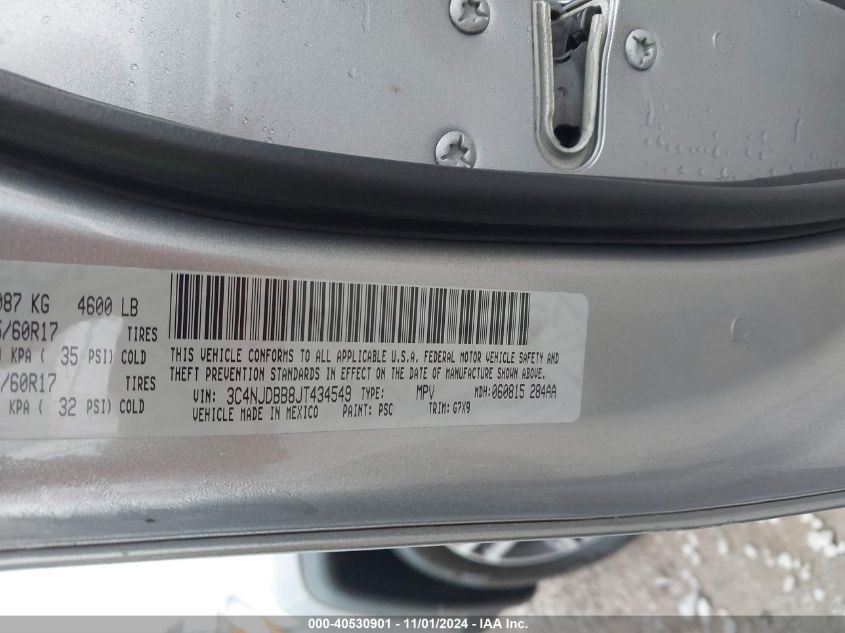 087 KG 4600 LB
/60R17 TIRES
KPA ( 35 PSI) COLD
/60R17 TIRES
KPA ( 32 PSI) COLD
THIS VEHICLE CONFORMS TO ALL APPLICABLE U.S.A. FEDERAL MOTOR VEHICLE SAFETY AND
THEFT PREVENTION STANDARDS IN EFFECT ON THE DATE OF MANUFACTURE SHOWN ABOVE.
VIN: 3C4NJDBB8JT434549 TYPE: MPV MDH: 060815 284AA
VEHICLE MADE IN MEXICO PAINT: PSC TRIM: G7X9
000-40530901 - 11/01/2024 - IAA Inc.